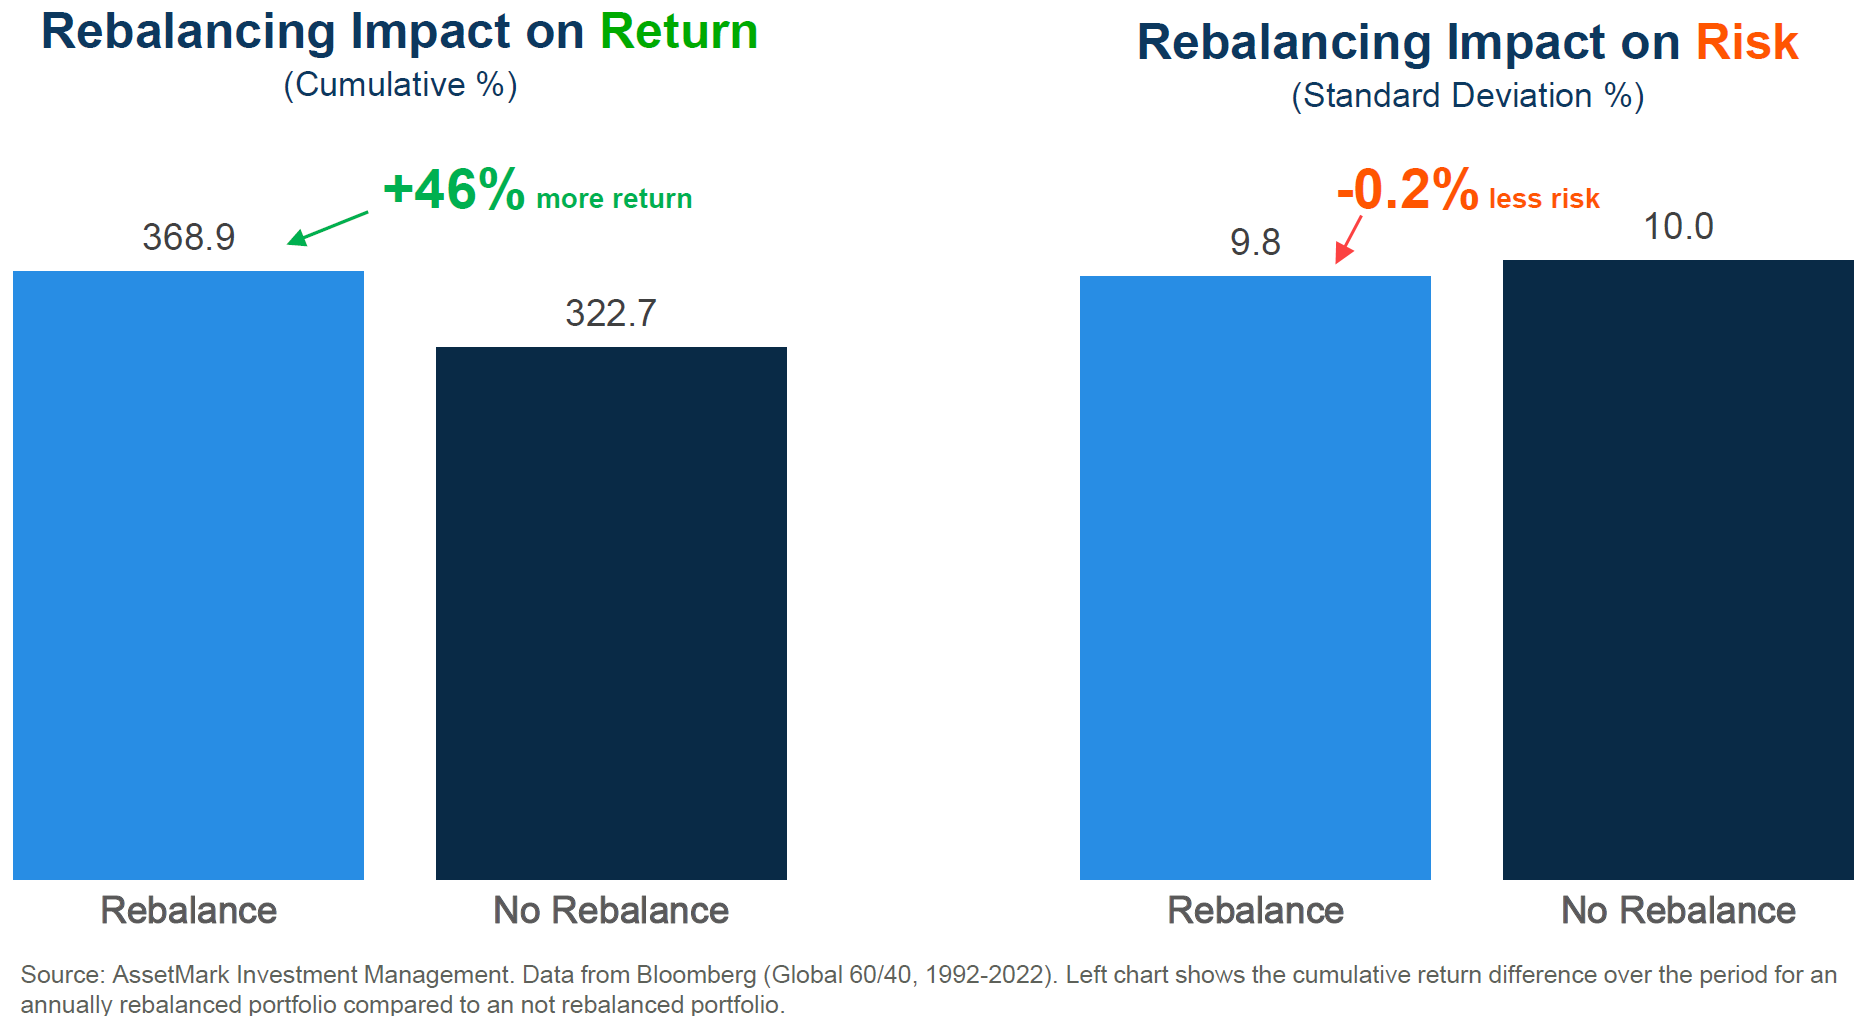 Rebalancing Impact on Return
(Cumulative %)
+46% more return
368.9
322.7
Rebalance
No Rebalance
Rebalancing Impact on Risk
(Standard Deviation %)
-0.2% less risk
9.8
10.0
Rebalance
No Rebalance
Source: AssetMark Investment Management. Data from Bloomberg (Global 60/40, 1992-2022). Left chart shows the cumulative return difference over the period for an
annually rebalanced portfolio compared to an not rebalanced portfolio.